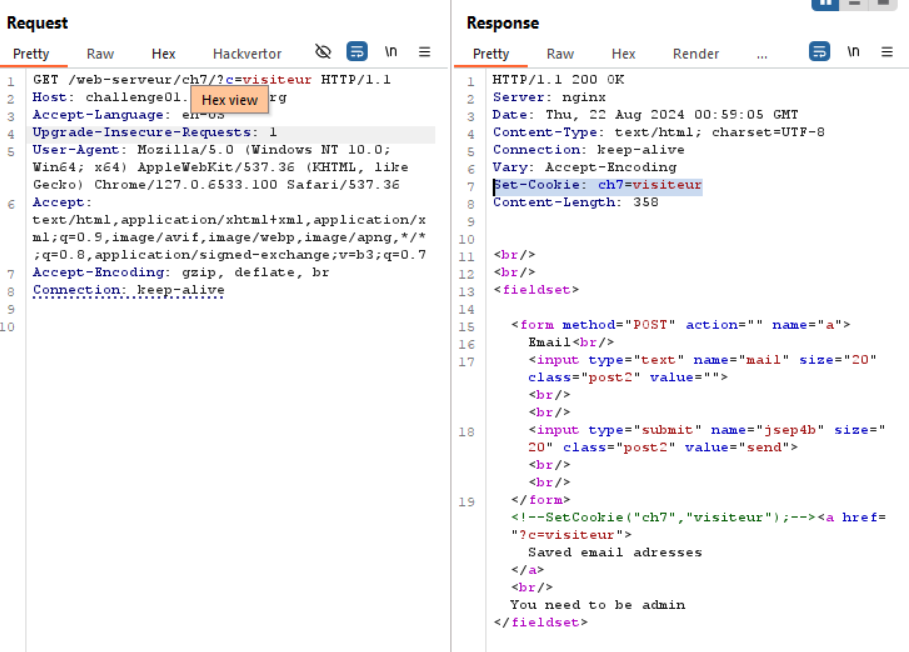 Request
Pretty Raw Hex Hackvertor \n
1 GET /web-serveur/ch7/?c=visiteur HTTP/1.1
2 Host: challenge01. rg
Hex view
3 Accept-Language: en-US
4 Upgrade-Insecure-Requests: 1
5 User-Agent: Mozilla/5.0 (Windows NT 10.0;
Win64; x64) AppleWebKit/537.36 (KHTML, like
Gecko) Chrome/127.0.6533.100 Safari/537.36
6 Accept:
text/html,application/xhtml+xml,application/x
ml;q=0.9,image/avif,image/webp,image/apng,*/*
;q=0.8,application/signed-exchange;v=b3;q=0.7
7 Accept-Encoding: gzip, deflate, br
8 Connection: keep-alive
9
10
Response
Pretty Raw Hex Render ... \n
1 HTTP/1.1 200 OK
2 Server: nginx
3 Date: Thu, 22 Aug 2024 00:59:05 GMT
4 Content-Type: text/html; charset=UTF-8
5 Connection: keep-alive
6 Vary: Accept-Encoding
7 Set-Cookie: ch7=visiteur
8 Content-Length: 358
9
10
11 <br/>
12 <br/>
13 <fieldset>
14
15 <form method="POST" action="" name="a">
16 Email<br/>
17 <input type="text" name="mail" size="20"
class="post2" value="">
<br/>
<br/>
18 <input type="submit" name="jsep4b" size="
20" class="post2" value="send">
<br/>
<br/>
19 </form>
<!--SetCookie("ch7","visiteur");--><a href=
"?c=visiteur">
Saved email adresses
</a>
<br/>
You need to be admin
</fieldset>